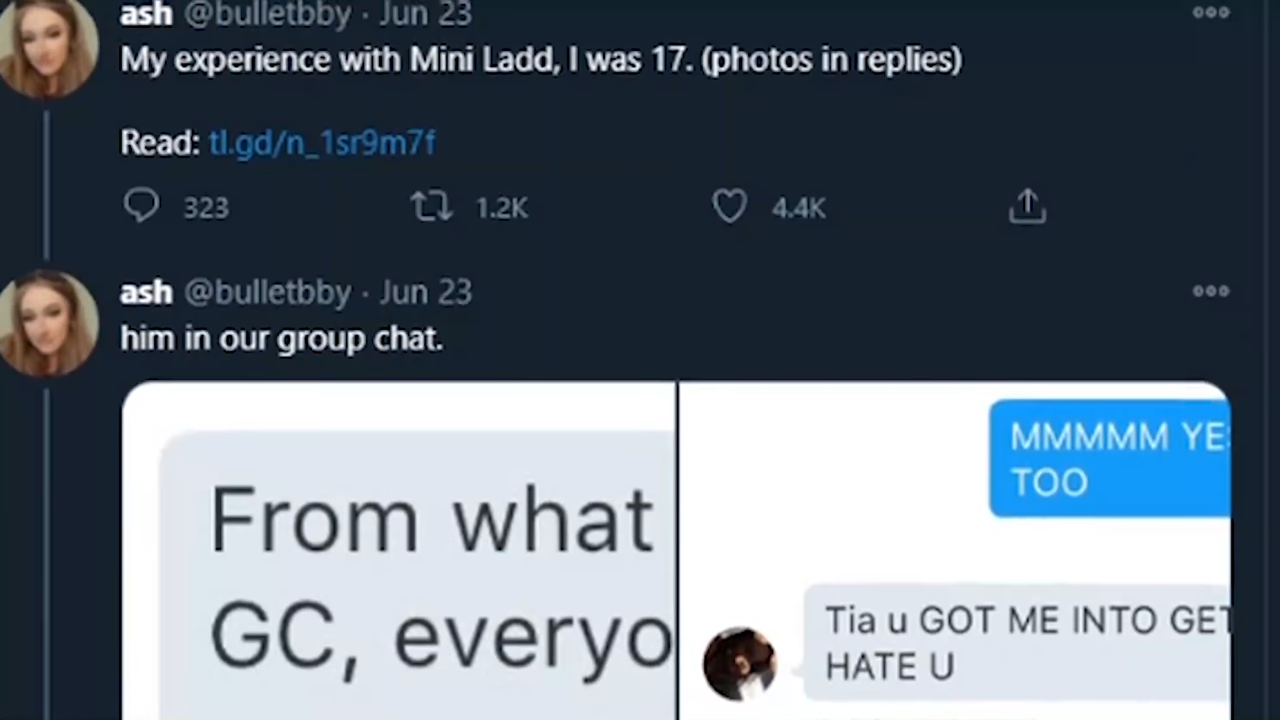 ash @bulletbby · Jun 23
My experience with Mini Ladd, I was 17. (photos in replies)
Read: tl.gd/n_1sr9m7f
323 1.2K 4.4K
ash @bulletbby · Jun 23
him in our group chat.
From what
GC, everyo
MMMMM YE
TOO
Tia u GOT ME INTO GET
HATE U